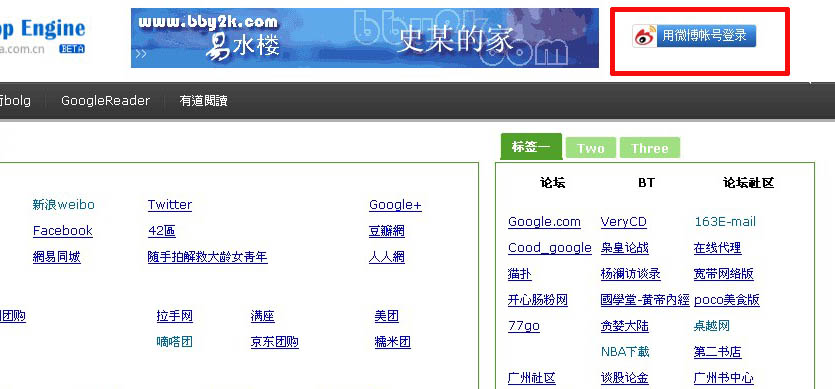 op Engine
a.com.cn BETA
www.bby2k.com
易水楼
史某的家
bby2k.com
用微博帐号登录
bolg GoogleReader 有道閲讀
标签一 Two Three
论坛 BT 论坛社区
新浪weibo Twitter Google+
Facebook 42區 豆瓣網
網易同城 随手拍解救大龄女青年 人人網
Google.com VeryCD 163E-mail
Cood_google 枭皇论战 在线代理
猫扑 杨澜访谈录 宽带网络版
开心肠粉网 國學堂-黄帝內經 poco美食版
团购 拉手网 满座 美团
77go 贪婪大陆 桌越网
嘀嗒团 京东团购 糯米团
NBA下載 第二书店
广州社区 谈股论金 广州书中心